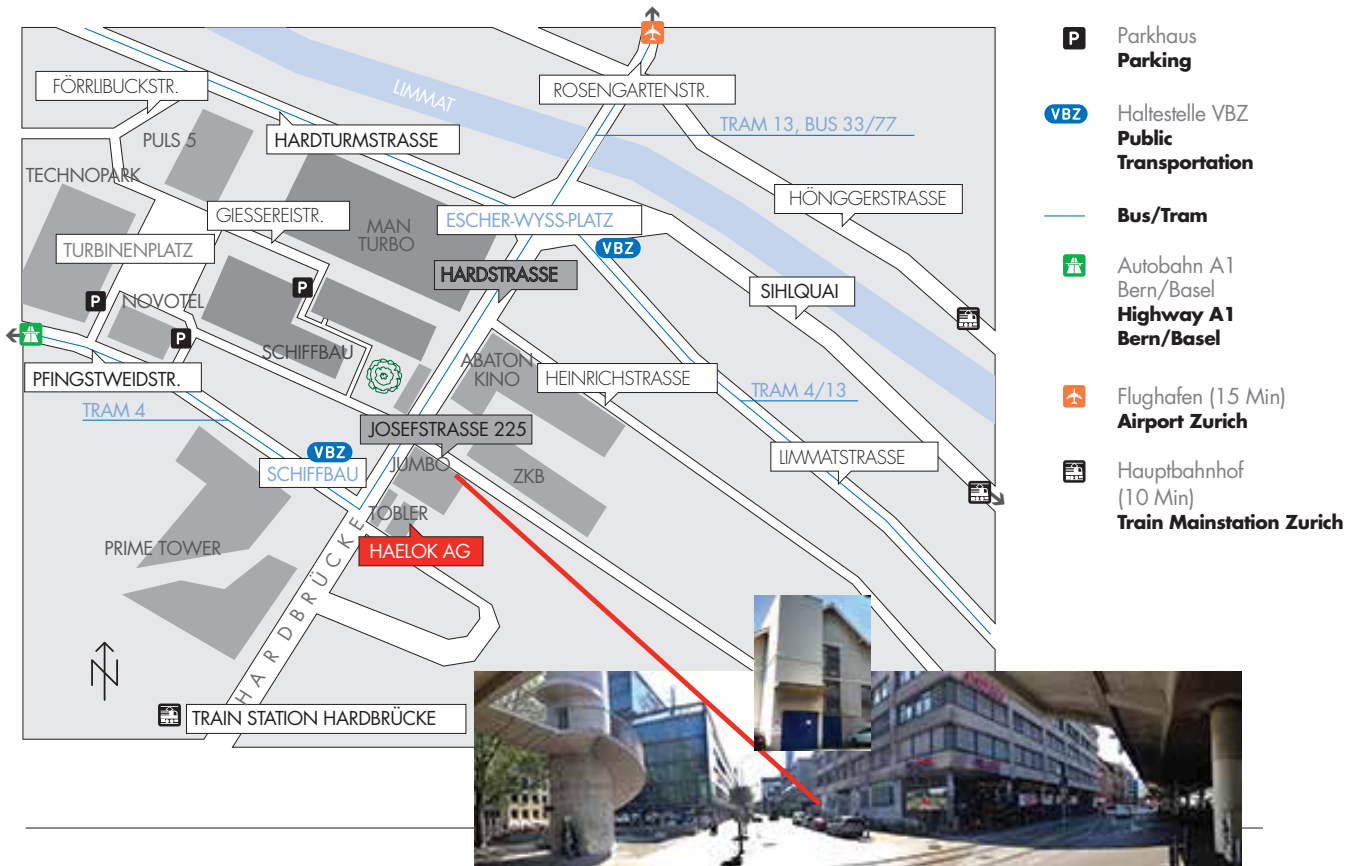 FÖRRLIBUCKSTR.
PULS 5
TECHNOPARK
HARDTURMSTRASSE
LIMMAT
ROSENGARTENSTR.
TRAM 13, BUS 33/77
HÖNGGERSTRASSE
GIESSEREISTR.
MAN
TURBO
ESCHER-WYSS-PLATZ
VBZ
TURBINENPLATZ
HARDSTRASSE
SIHLQUAI
P
P
NOVOTEL
P
SCHIFFBAU
ABATON
KINO
HEINRICHSTRASSE
PFINGSTWEIDSTR.
TRAM 4
TRAM 4/13
JOSEFSTRASSE 225
VBZ
SCHIFFBAU
JUMBO
ZKB
LIMMATSTRASSE
TOBLER
HAELOK AG
PRIME TOWER
HARDBRÜCKE
N
TRAIN STATION HARDBRÜCKE
P
Parkhaus
Parking
VBZ
Haltestelle VBZ
Public
Transportation
Bus/Tram
Autobahn A1
Bern/Basel
Highway A1
Bern/Basel
Flughafen (15 Min)
Airport Zurich
Hauptbahnhof
(10 Min)
Train Mainstation Zurich